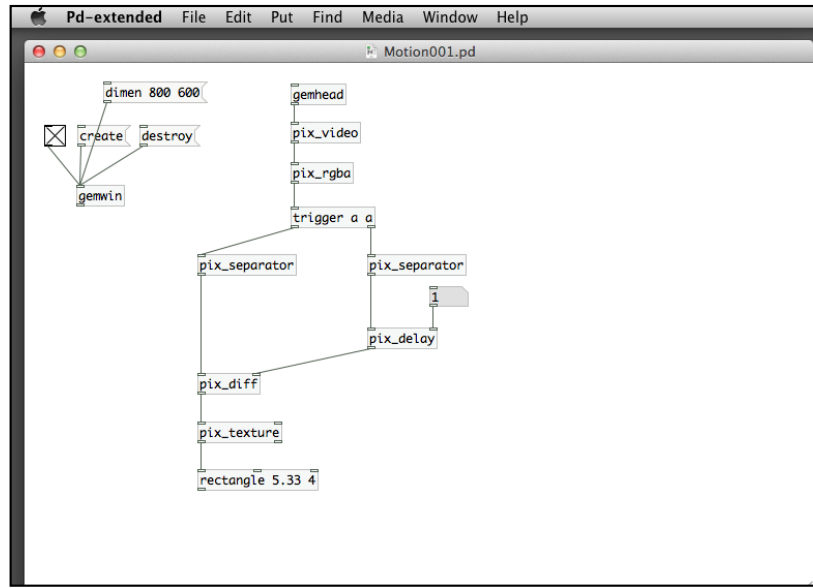 Pd-extended File Edit Put Find Media Window Help
Motion001.pd
dimen 800 600
create destroy
gemwin
gemhead
pix_video
pix_rgba
trigger a a
pix_separator pix_separator
1
pix_delay
pix_diff
pix_texture
rectangle 5.33 4